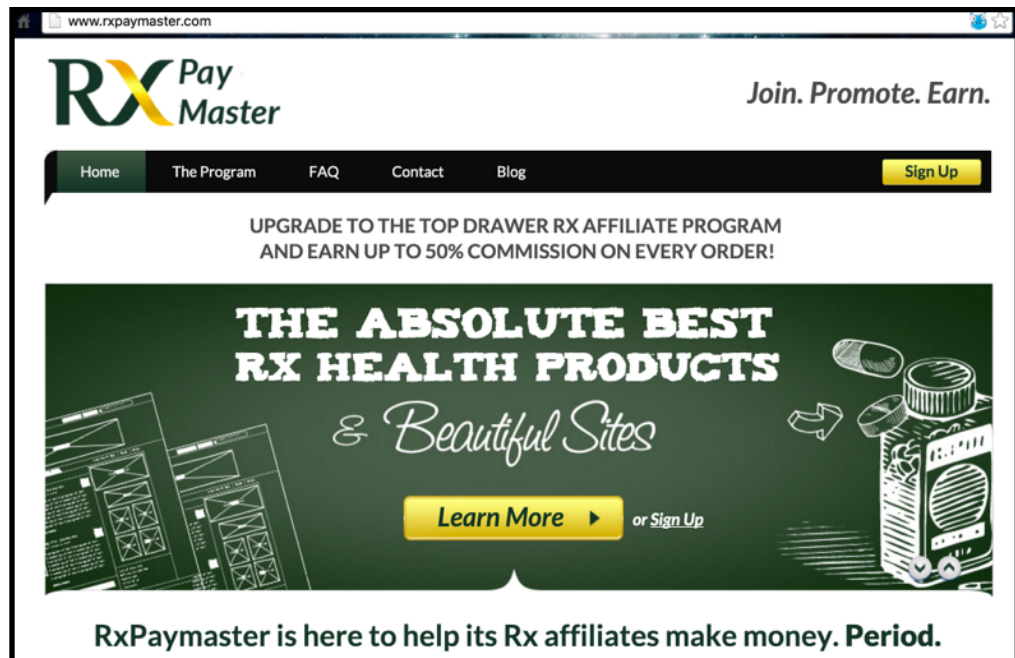 www.rxpaymaster.com
RX Pay
Master
Join. Promote. Earn.
Home The Program FAQ Contact Blog Sign Up
UPGRADE TO THE TOP DRAWER RX AFFILIATE PROGRAM
AND EARN UP TO 50% COMMISSION ON EVERY ORDER!
THE ABSOLUTE BEST
RX HEALTH PRODUCTS
& Beautiful Sites
Learn More or Sign Up
RxPaymaster is here to help its Rx affiliates make money. Period.